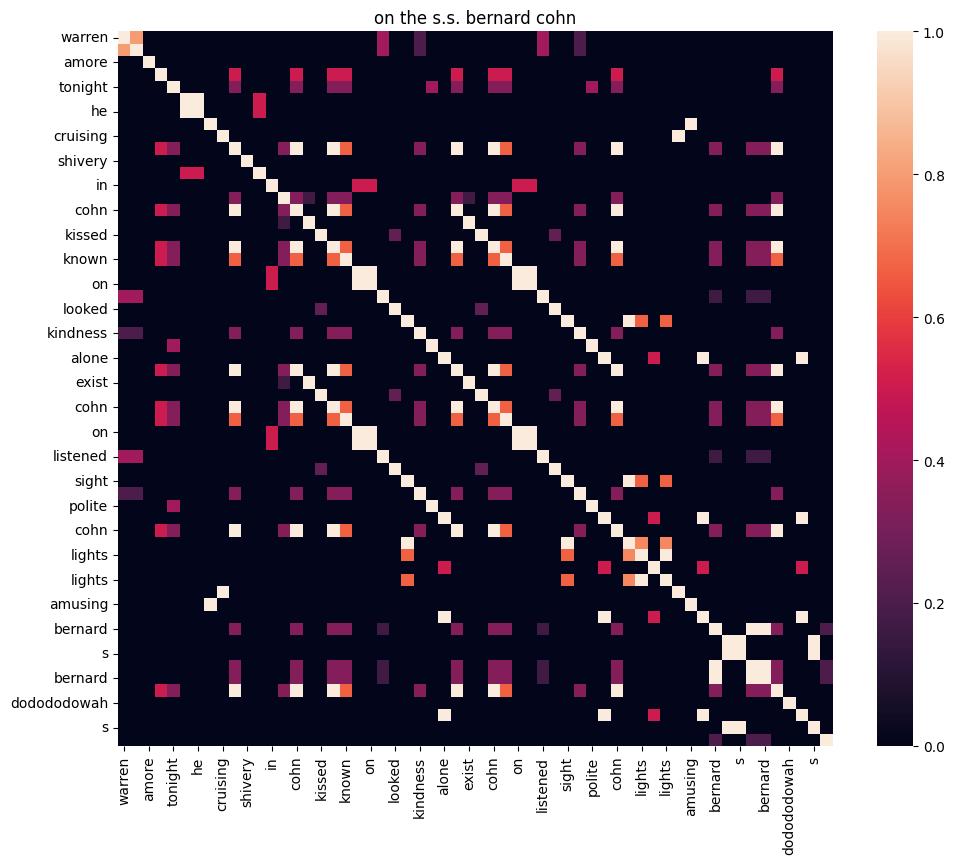 on the s.s. bernard cohn
warren
amore
tonight
he
cruising
shivery
in
cohn
kissed
known
on
looked
kindness
alone
exist
cohn
on
listened
sight
polite
cohn
lights
lights
amusing
bernard
s
bernard
dodododowah
s
1.0
0.8
0.6
0.4
0.2
0.0
warren
amore
tonight
he
cruising
shivery
in
cohn
kissed
known
on
looked
kindness
alone
exist
cohn
on
listened
sight
polite
cohn
lights
lights
amusing
bernard
s
bernard
dodododowah
s